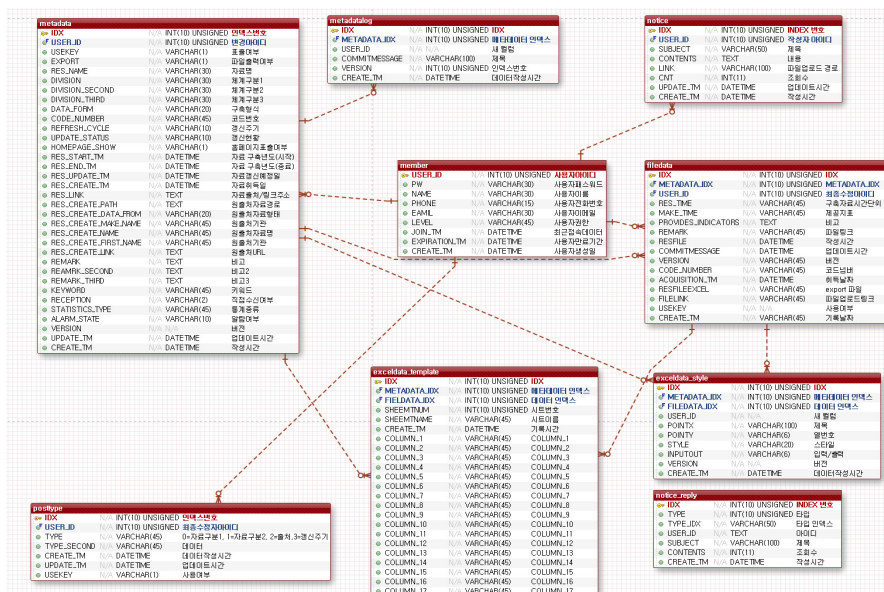 metadata
IDX N/A INT(10) UNSIGNED 인덱스번호
USER_ID N/A INT(10) UNSIGNED 변경아이디
USEKEY N/A VARCHAR(1) 표출여부
EXPORT N/A VARCHAR(1) 파일출력여부
RES_NAME N/A VARCHAR(30) 자료명
DIVISION N/A VARCHAR(30) 체계구분1
DIVISION_SECOND N/A VARCHAR(30) 체계구분2
DIVISION_THIRD N/A VARCHAR(30) 체계구분3
DATA_FORM N/A VARCHAR(20) 구축형식
CODE_NUMBER N/A VARCHAR(45) 코드번호
REFRESH_CYCLE N/A VARCHAR(10) 갱신주기
UPDATE_STATUS N/A VARCHAR(10) 갱신현황
HOMEPAGE_SHOW N/A VARCHAR(1) 홈페이지표출여부
RES_START_TM N/A DATETIME 자료 구축년도(시작)
RES_END_TM N/A DATETIME 자료 구축년도(종료)
RES_UPDATE_TM N/A DATETIME 자료갱신예정일
RES_CREATE_TM N/A DATETIME 자료취득일
RES_LINK N/A TEXT 자료출처/링크주소
RES_CREATE_PATH N/A TEXT 원출처자료경로
RES_CREATE_DATA_FROM N/A VARCHAR(20) 원출처자료형태
RES_CREATE_MAKE_NAME N/A VARCHAR(45) 원출처기관
RES_CREATE_NAME N/A VARCHAR(45) 원출처자료명
RES_CREATE_FIRST_NAME N/A VARCHAR(45) 원출처기관
RES_CREATE_LINK N/A TEXT 원출처URL
REMARK N/A TEXT 비고
REAMRK_SECOND N/A TEXT 비고2
REMARK_THIRD N/A TEXT 비고3
KEYWORD N/A VARCHAR(45) 키워드
RECEPTION N/A VARCHAR(2) 직접수신여부
STATISTICS_TYPE N/A VARCHAR(45) 통계종류
ALARM_STATE N/A VARCHAR(10) 알람여부
VERSION N/A N/A 버전
UPDATE_TM N/A DATETIME 업데이트시간
CREATE_TM N/A DATETIME 작성시간
metadatalog
IDX N/A INT(10) UNSIGNED IDX
METADATA_IDX N/A INT(10) UNSIGNED 메타데이터 인덱스
USER_ID N/A N/A 새 컬럼
COMMITMESSAGE N/A VARCHAR(100) 제목
VERSION N/A INT(10) UNSIGNED 버전
CREATE_TM N/A DATETIME 데이터작성시간
notice
IDX N/A INT(10) UNSIGNED INDEX 번호
USER_ID N/A INT(10) UNSIGNED 작성자 아이디
SUBJECT N/A VARCHAR(50) 제목
CONTENTS N/A TEXT 내용
LINK N/A VARCHAR(100) 파일업로드 경로
CNT N/A INT(11) 조회수
UPDATE_TM N/A DATETIME 업데이트시간
CREATE_TM N/A DATETIME 작성시간
member
USER_ID N/A INT(10) UNSIGNED 사용자아이디
PW N/A VARCHAR(30) 사용자패스워드
NAME N/A VARCHAR(30) 사용자이름
PHONE N/A VARCHAR(15) 사용자전화번호
EAMIL N/A VARCHAR(30) 사용자이메일
LEVEL N/A VARCHAR(45) 사용자권한
JOIN_TM N/A DATETIME 최근접속데이터
EXPIRATION_TM N/A DATETIME 사용자만료기간
CREATE_TM N/A DATETIME 사용자생성일
filedata
IDX N/A INT(10) UNSIGNED IDX
METADATA_IDX N/A INT(10) UNSIGNED METADATA_IDX
USER_ID N/A INT(10) UNSIGNED 최종수정아이디
RES_TIME N/A VARCHAR(45) 구축자료시간단위
MAKE_TIME N/A VARCHAR(45) 제공지표
PROVIDES_INDICATORS N/A TEXT 비고
REMARK N/A VARCHAR(45) 파일링크
RESFILE N/A DATETIME 작성시간
COMMITMESSAGE N/A DATETIME 업데이트시간
VERSION N/A VARCHAR(45) 버전
CODE_NUMBER N/A VARCHAR(45) 코드넘버
ACQUISITION_TM N/A DATETIME 취득날짜
RESFILEEXCEL N/A VARCHAR(45) export 파일
FILELINK N/A VARCHAR(45) 파일업로드링크
USEKEY N/A N/A 사용여부
CREATE_TM N/A VARCHAR(45) 기록날짜
exceldata_template
IDX N/A INT(10) UNSIGNED IDX
METADATA_IDX N/A INT(10) UNSIGNED 메타데이터 인덱스
FIELDATA_IDX N/A INT(10) UNSIGNED 데이터 인덱스
SHEEMTNUM N/A INT(10) UNSIGNED 시트번호
SHEEMTNAME N/A VARCHAR(45) 시트이름
CREATE_TM N/A DATETIME 기록시간
COLUMN_1 N/A VARCHAR(45) COLUMN_1
COLUMN_2 N/A VARCHAR(45) COLUMN_2
COLUMN_3 N/A VARCHAR(45) COLUMN_3
COLUMN_4 N/A VARCHAR(45) COLUMN_4
COLUMN_5 N/A VARCHAR(45) COLUMN_5
COLUMN_6 N/A VARCHAR(45) COLUMN_6
COLUMN_7 N/A VARCHAR(45) COLUMN_7
COLUMN_8 N/A VARCHAR(45) COLUMN_8
COLUMN_9 N/A VARCHAR(45) COLUMN_9
COLUMN_10 N/A VARCHAR(45) COLUMN_10
COLUMN_11 N/A VARCHAR(45) COLUMN_11
COLUMN_12 N/A VARCHAR(45) COLUMN_12
COLUMN_13 N/A VARCHAR(45) COLUMN_13
COLUMN_14 N/A VARCHAR(45) COLUMN_14
COLUMN_15 N/A VARCHAR(45) COLUMN_15
COLUMN_16 N/A VARCHAR(45) COLUMN_16
COLUMN_17 N/A VARCHAR(45) COLUMN_17
exceldata_style
IDX N/A INT(10) UNSIGNED IDX
METADATA_IDX N/A INT(10) UNSIGNED 메타데이터 인덱스
FILEDATA_IDX N/A INT(10) UNSIGNED 데이터 인덱스
USER_ID N/A N/A 새 컬럼
POINTX N/A VARCHAR(100) 제목
POINTY N/A VARCHAR(6) 열번호
STYLE N/A VARCHAR(20) 스타일
INPUTOUT N/A VARCHAR(6) 입력/출력
VERSION N/A N/A 버전
CREATE_TM N/A DATETIME 데이터작성시간
posttype
IDX N/A INT(10) UNSIGNED 인덱스번호
USER_ID N/A INT(10) UNSIGNED 최종수정자아이디
TYPE N/A VARCHAR(45) 0=자료구분1, 1=자료구분2, 2=출처,3=갱신주기
TYPE_SECOND N/A VARCHAR(45) 데이터
CREATE_TM N/A DATETIME 데이터작성시간
UPDATE_TM N/A DATETIME 업데이트시간
USEKEY N/A VARCHAR(1) 사용여부
notice_reply
IDX N/A INT(10) UNSIGNED INDEX 번호
TYPE N/A INT(10) UNSIGNED 타입
TYPE_IDX N/A VARCHAR(50) 타입 인덱스
USER_ID N/A TEXT 아이디
SUBJECT N/A VARCHAR(100) 제목
CONTENTS N/A INT(11) 조회수
CREATE_TM N/A DATETIME 작성시간